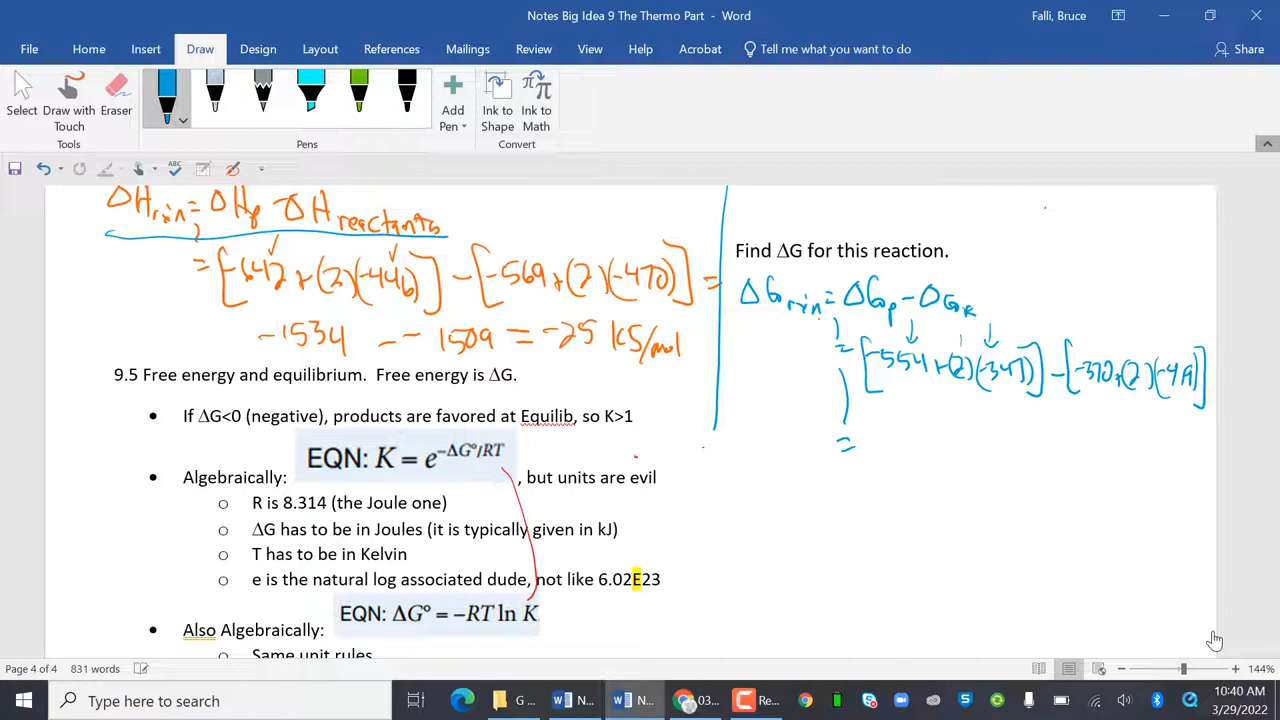 Notes Big Idea 9 The Thermo Part - Word
Falli, Bruce
File Home Insert Draw Design Layout References Mailings Review View Acrobat Tell me what you want to do Share
Select Draw with Touch Eraser Add Pen Ink to Shape Ink to Math
Tools Pens Convert
ABC
ΔHrxn = ΔHp - ΔHreactants
= [-642 + (2)(-446)] - [-569 + (2)(-470)] =
-1534 - -1509 = -25 kJ/mol
Find ΔG for this reaction.
ΔGrxn = ΔGp - ΔGR
= [-554 + (2)(-347)] - [-370 + (2)(-
=
9.5 Free energy and equilibrium. Free energy is ΔG.
• If ΔG<0 (negative), products are favored at Equilib, so K>1
• Algebraically: EQN: K = e^-ΔG°/RT , but units are evil
o R is 8.314 (the Joule one)
o ΔG has to be in Joules (it is typically given in kJ)
o T has to be in Kelvin
o e is the natural log associated dude, not like 6.02E23
• Also Algebraically: EQN: ΔG° = -RT ln K
o Same unit rules
Page 4 of 4 831 words 144%
Type here to search G ... N... N... 03... Re... 10:40 AM
3/29/2022